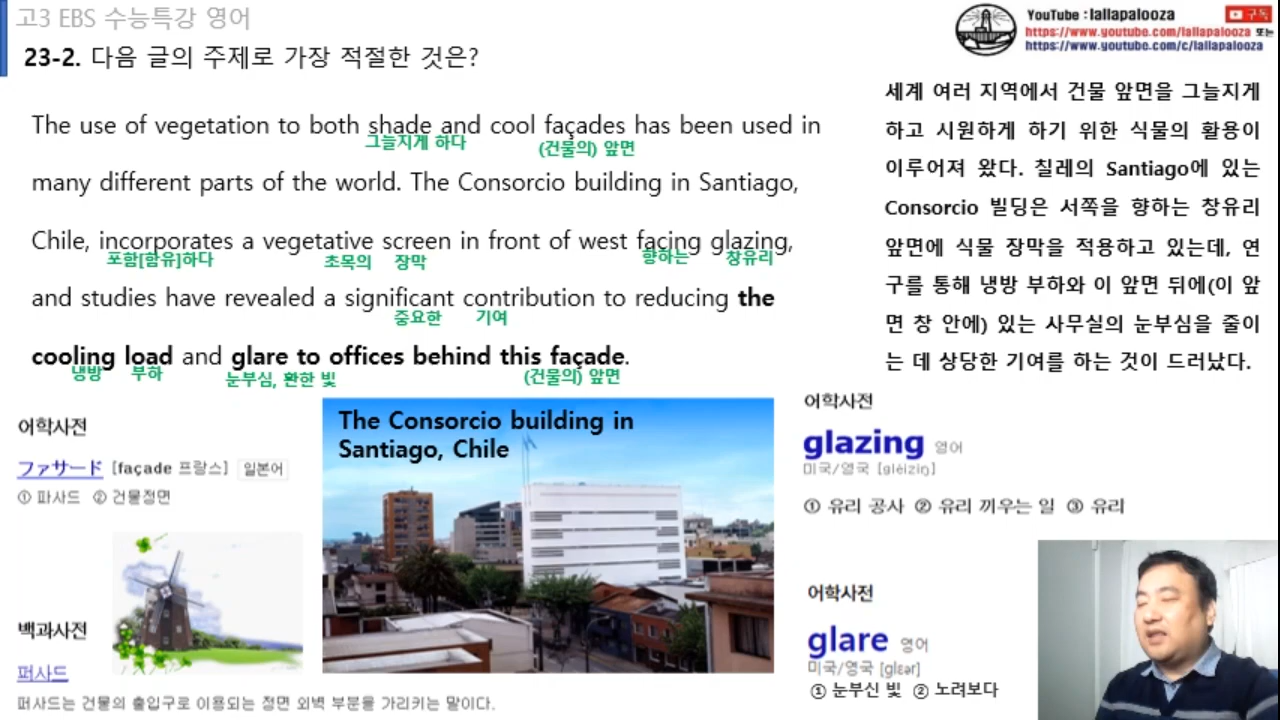 고3 EBS 수능특강 영어
23-2. 다음 글의 주제로 가장 적절한 것은?
YouTube : lallapalooza
구독
https://www.youtube.com/lallapalooza 또는
https://www.youtube.com/c/lallapalooza
The use of vegetation to both shade and cool façades has been used in
그늘지게 하다 (건물의) 앞면
many different parts of the world. The Consorcio building in Santiago,
Chile, incorporates a vegetative screen in front of west facing glazing,
포함[함유]하다 초목의 장막 향하는 창유리
and studies have revealed a significant contribution to reducing the
중요한 기여
cooling load and glare to offices behind this façade.
냉방 부하 눈부심, 환한 빛 (건물의) 앞면
세계 여러 지역에서 건물 앞면을 그늘지게
하고 시원하게 하기 위한 식물의 활용이
이루어져 왔다. 칠레의 Santiago에 있는
Consorcio 빌딩은 서쪽을 향하는 창유리
앞면에 식물 장막을 적용하고 있는데, 연
구를 통해 냉방 부하와 이 앞면 뒤에(이 앞
면 창 안에) 있는 사무실의 눈부심을 줄이
는 데 상당한 기여를 하는 것이 드러났다.
어학사전
ファサード [façade 프랑스] 일본어
① 파사드 ② 건물정면
백과사전
퍼사드
퍼사드는 건물의 출입구로 이용되는 정면 외벽 부분을 가리키는 말이다.
The Consorcio building in
Santiago, Chile
어학사전
glazing 영어
미국/영국 [gléiziŋ]
① 유리 공사 ② 유리 끼우는 일 ③ 유리
어학사전
glare 영어
미국/영국 [glɛər]
① 눈부신 빛 ② 노려보다